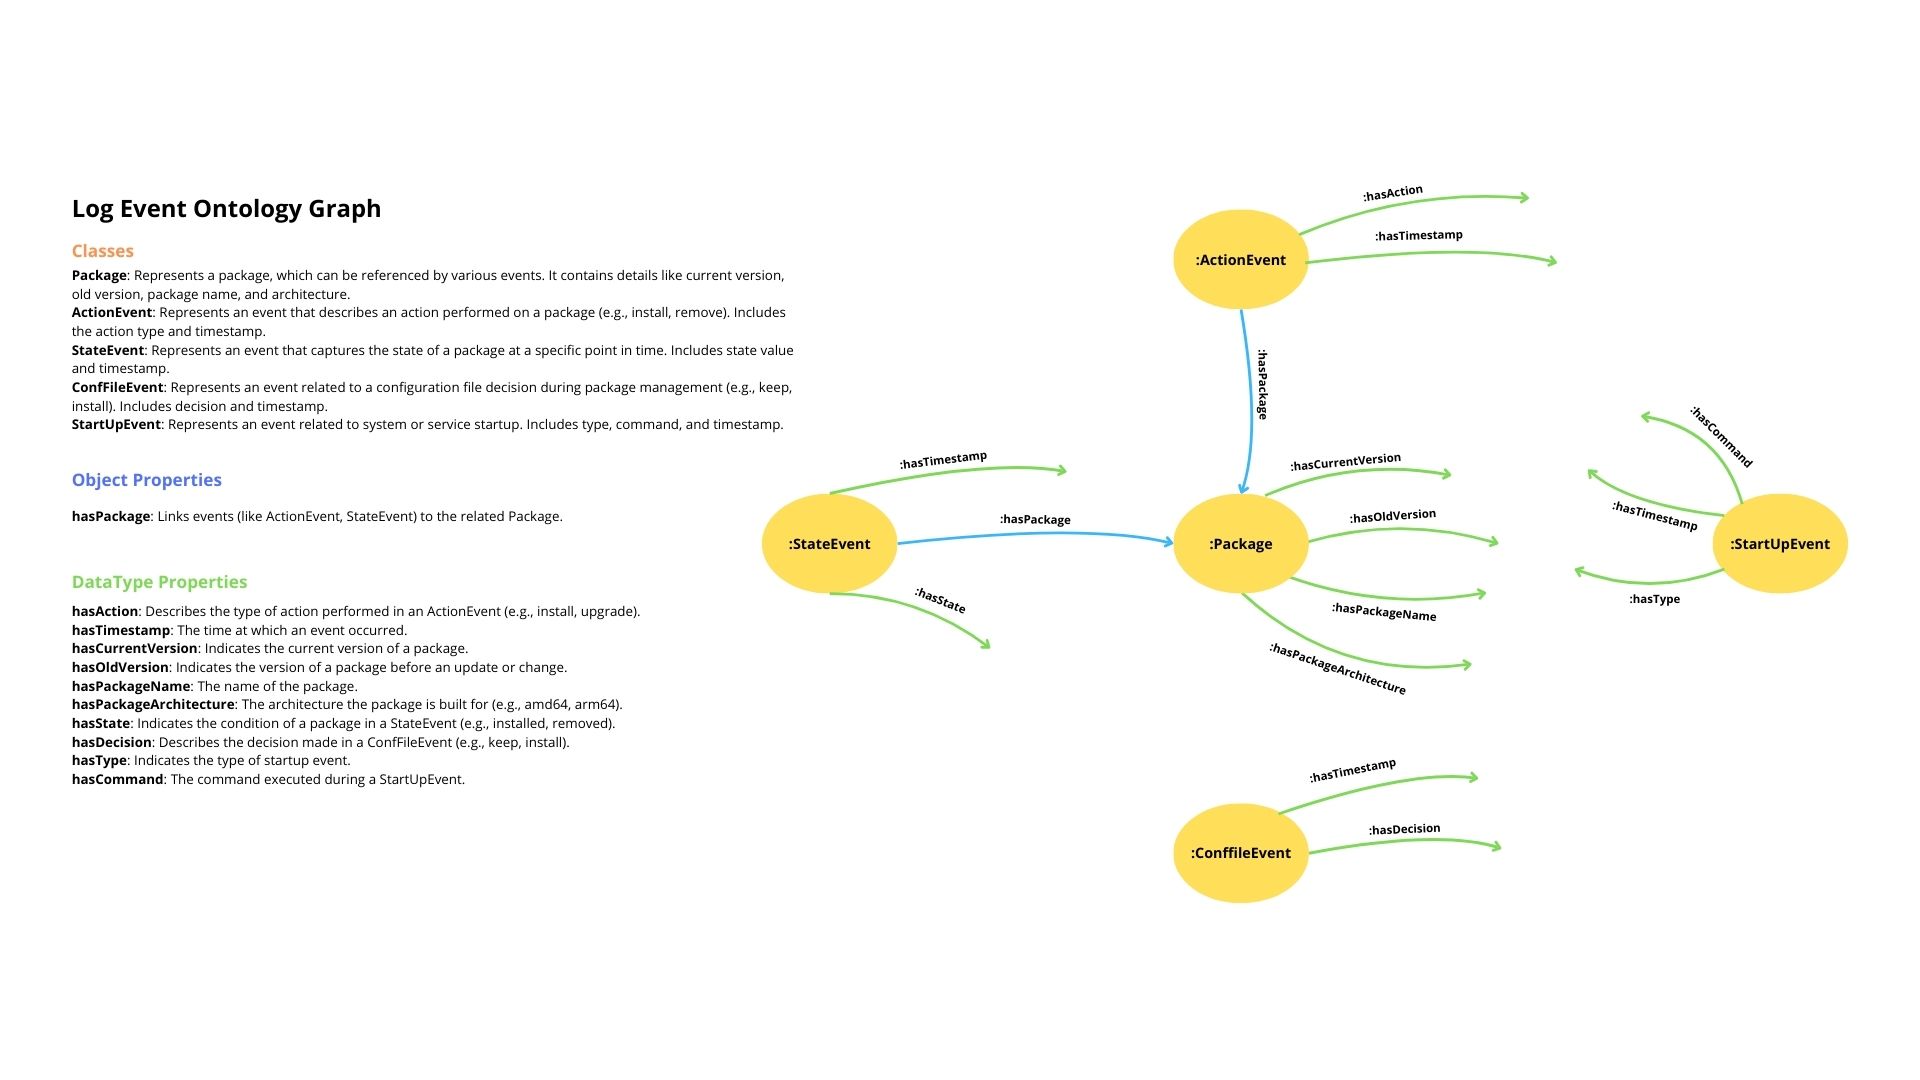 Log Event Ontology Graph
Classes
Package: Represents a package, which can be referenced by various events. It contains details like current version,
old version, package name, and architecture.
ActionEvent: Represents an event that describes an action performed on a package (e.g., install, remove). Includes
the action type and timestamp.
StateEvent: Represents an event that captures the state of a package at a specific point in time. Includes state value
and timestamp.
ConfFileEvent: Represents an event related to a configuration file decision during package management (e.g., keep,
install). Includes decision and timestamp.
StartUpEvent: Represents an event related to system or service startup. Includes type, command, and timestamp.
Object Properties
hasPackage: Links events (like ActionEvent, StateEvent) to the related Package.
DataType Properties
hasAction: Describes the type of action performed in an ActionEvent (e.g., install, upgrade).
hasTimestamp: The time at which an event occurred.
hasCurrentVersion: Indicates the current version of a package.
hasOldVersion: Indicates the version of a package before an update or change.
hasPackageName: The name of the package.
hasPackageArchitecture: The architecture the package is built for (e.g., amd64, arm64).
hasState: Indicates the condition of a package in a StateEvent (e.g., installed, removed).
hasDecision: Describes the decision made in a ConfFileEvent (e.g., keep, install).
hasType: Indicates the type of startup event.
hasCommand: The command executed during a StartUpEvent.
:hasAction
:hasTimestamp
:ActionEvent
:hasPackage
:hasTimestamp
:hasPackage
:StateEvent
:hasState
:hasCurrentVersion
:hasOldVersion
:Package
:hasPackageName
:hasPackageArchitecture
:hasCommand
:hasTimestamp
:StartUpEvent
:hasType
:hasTimestamp
:hasDecision
:ConffileEvent